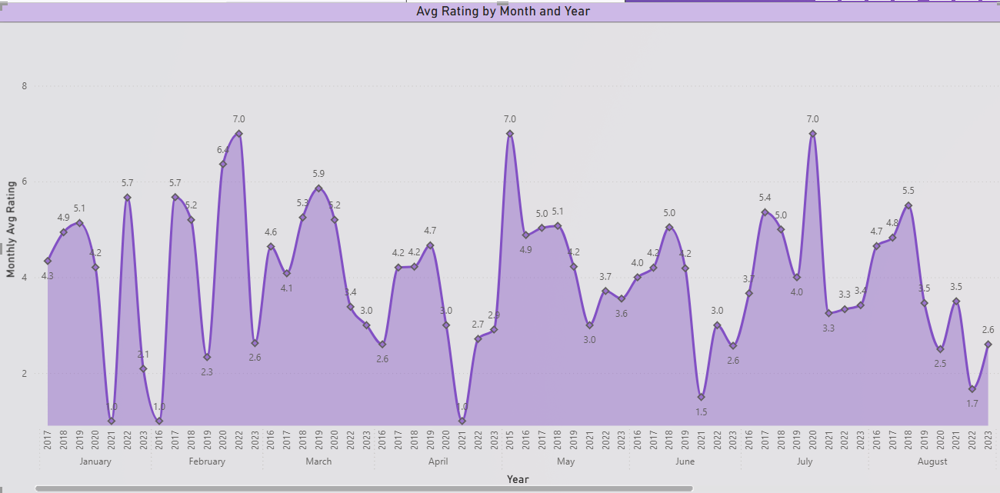 Avg Rating by Month and Year
Monthly Avg Rating
8
6
4
2
4.3 4.9 5.1 4.2 1.0 5.7 2.1 1.0 5.7 5.2 2.3 6.4 7.0 2.6 4.6 4.1 5.3 5.9 5.2 3.4 3.0 2.6 4.2 4.2 4.7 3.0 1.0 2.7 2.9 7.0 4.9 5.0 5.1 4.2 3.0 3.7 3.6 4.0 4.2 5.0 4.2 1.5 3.0 2.6 3.7 5.4 5.0 4.0 7.0 3.3 3.3 3.4 4.7 4.8 5.5 3.5 2.5 3.5 1.7 2.6
2017 2018 2019 2020 2021 2022 2023 2016 2017 2018 2019 2020 2022 2023 2016 2017 2018 2019 2020 2022 2023 2016 2017 2018 2019 2020 2021 2022 2023 2015 2016 2017 2018 2019 2021 2022 2023 2016 2017 2018 2019 2021 2022 2023 2016 2017 2018 2019 2020 2021 2022 2023 2016 2017 2018 2019 2020 2021 2022 2023
January February March April May June July August
Year